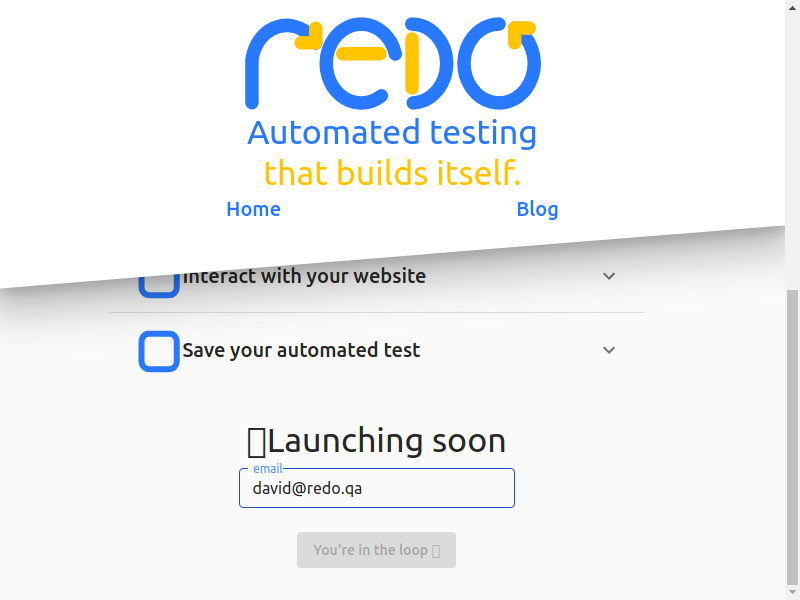 redo
Automated testing
that builds itself.
Home
Blog
Interact with your website
Save your automated test
Launching soon
email
david@redo.qa
You're in the loop